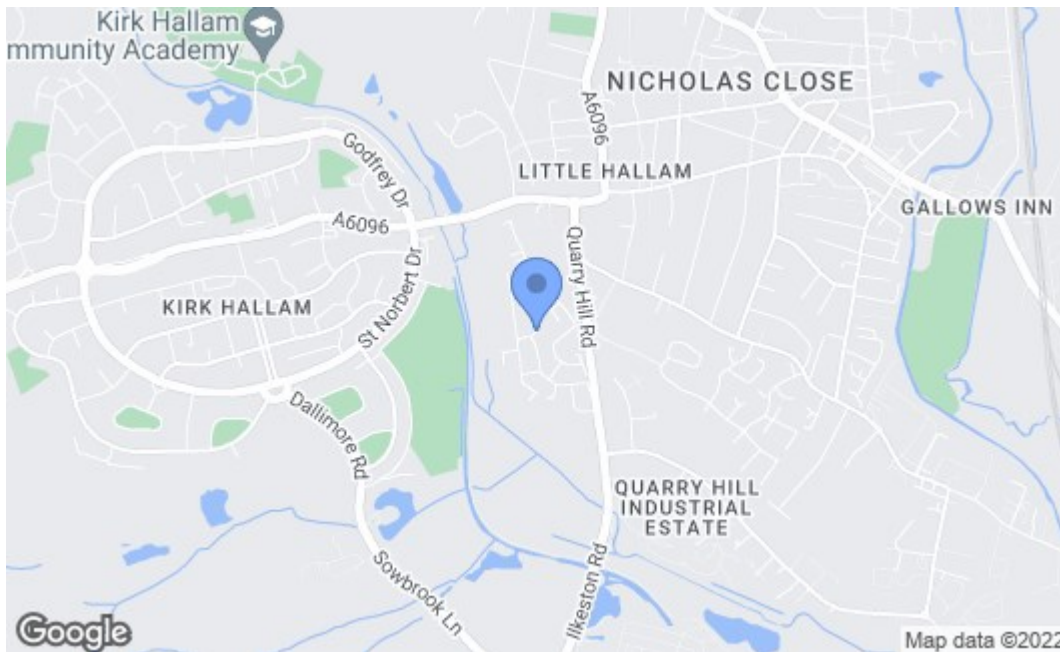 Kirk Hallam
mmunity Academy
NICHOLAS CLOSE
A6096
Godfrey Dr
LITTLE HALLAM
A6096
GALLOWS INN
Quarry Hill Rd
KIRK HALLAM
St Norbert Dr
Dallimore Rd
QUARRY HILL
INDUSTRIAL
ESTATE
Sowbrook Ln
Ilkeston Rd
Google
Map data ©2022